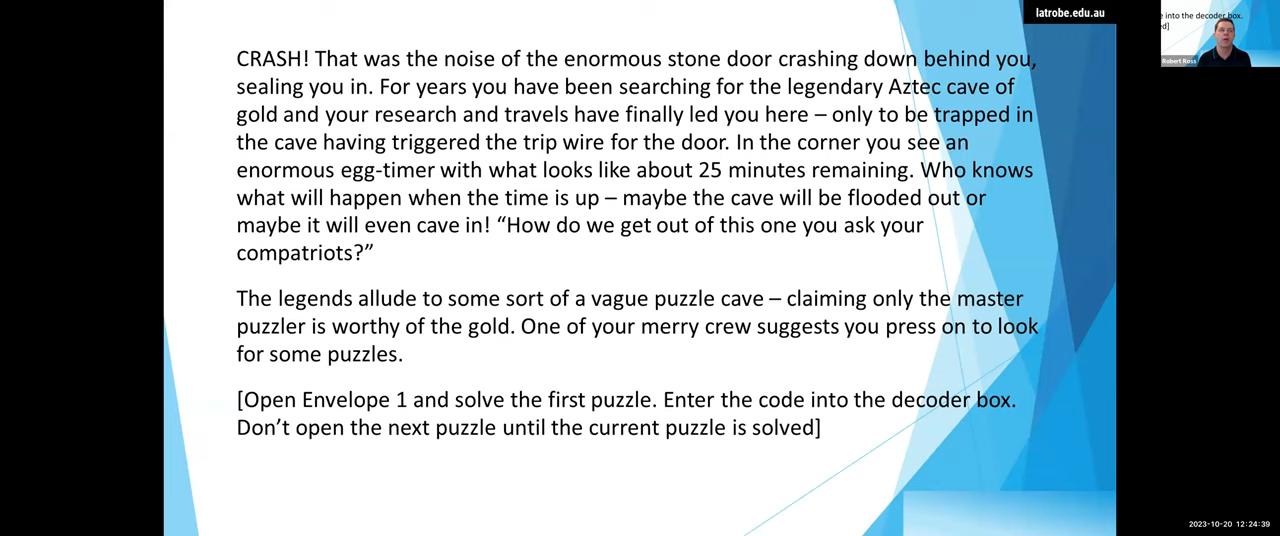 latrobe.edu.au
CRASH! That was the noise of the enormous stone door crashing down behind you,
sealing you in. For years you have been searching for the legendary Aztec cave of
gold and your research and travels have finally led you here – only to be trapped in
the cave having triggered the trip wire for the door. In the corner you see an
enormous egg-timer with what looks like about 25 minutes remaining. Who knows
what will happen when the time is up – maybe the cave will be flooded out or
maybe it will even cave in! “How do we get out of this one you ask your
compatriots?”
The legends allude to some sort of a vague puzzle cave – claiming only the master
puzzler is worthy of the gold. One of your merry crew suggests you press on to look
for some puzzles.
[Open Envelope 1 and solve the first puzzle. Enter the code into the decoder box.
Don’t open the next puzzle until the current puzzle is solved]
into the decoder box.
ed]
Robert Ross
2023-10-20 12:24:39